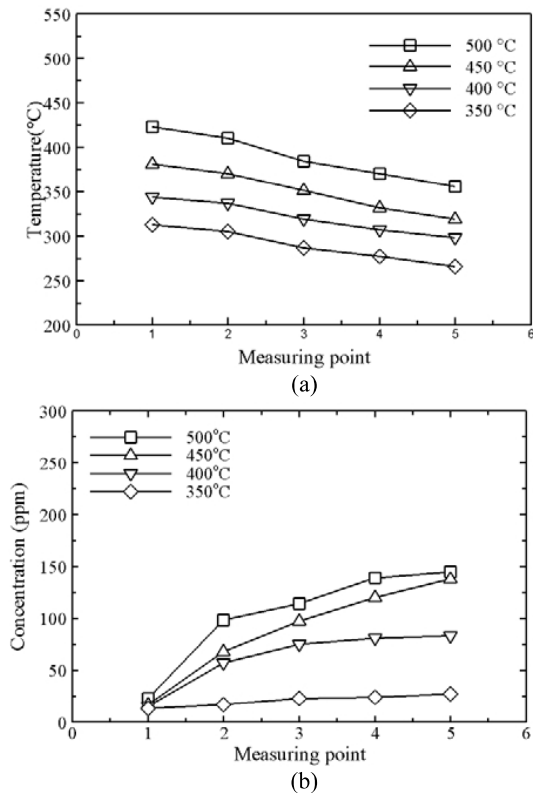 550
500
450
400
350
300
250
200
0
1
2
3
4
5
6
Temperature(°C)
500 °C
450 °C
400 °C
350 °C
Measuring point
(a)
300
250
200
150
100
50
0
0
1
2
3
4
5
6
Concentration (ppm)
500°C
450°C
400°C
350°C
Measuring point
(b)